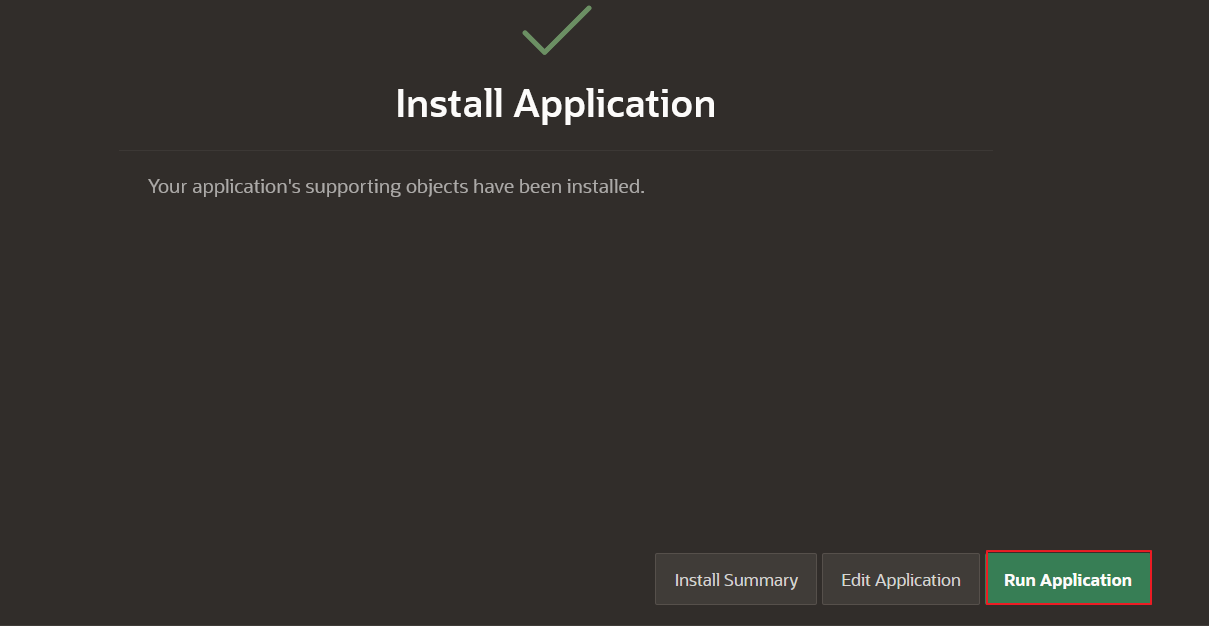 Install Application
Your application's supporting objects have been installed.
Install Summary
Edit Application
Run Application